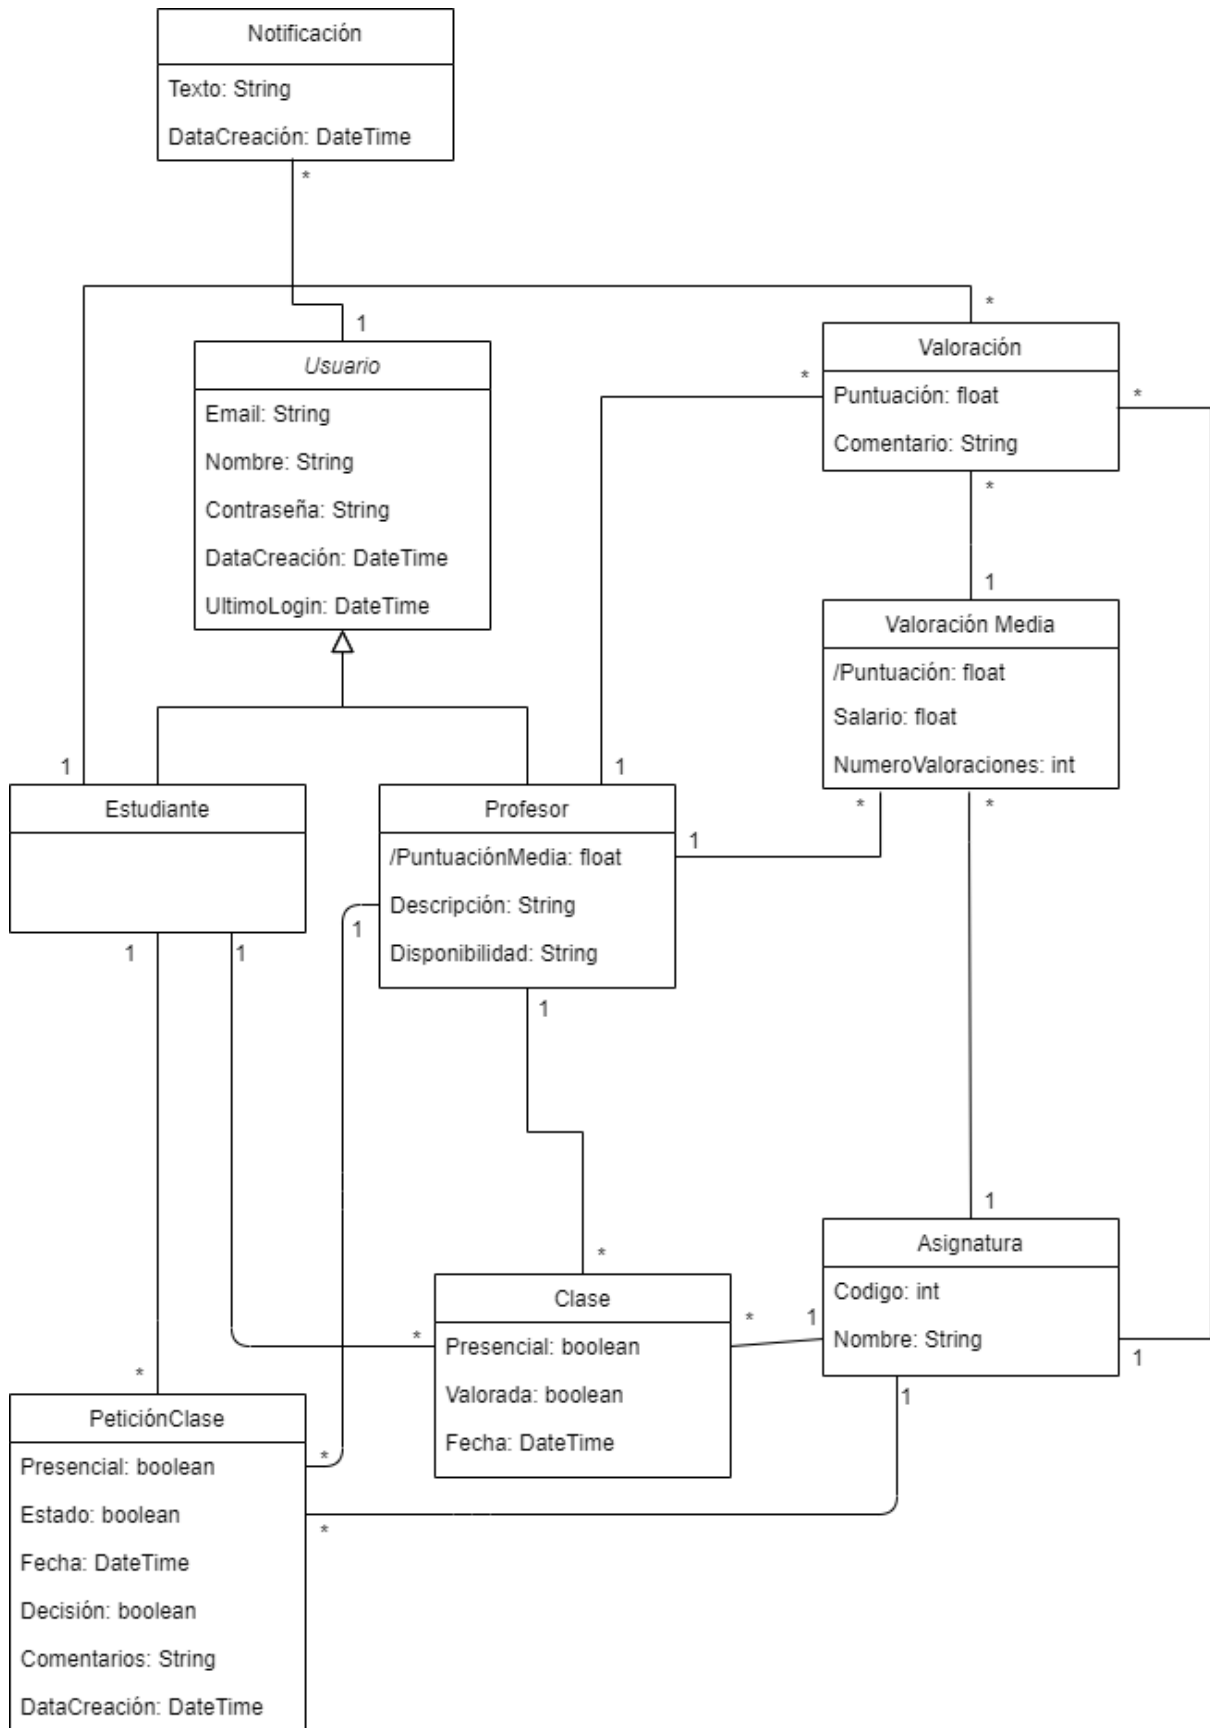 Notificación
Texto: String
DataCreación: DateTime
*
1
Usuario
Email: String
Nombre: String
Contraseña: String
DataCreación: DateTime
UltimoLogin: DateTime
*
Valoración
Puntuación: float
Comentario: String
*
*
*
1
Valoración Media
/Puntuación: float
Salario: float
NumeroValoraciones: int
*
*
1
Estudiante
1
1
1
Profesor
/PuntuaciónMedia: float
Descripción: String
Disponibilidad: String
1
1
1
*
Clase
Presencial: boolean
Valorada: boolean
Fecha: DateTime
*
*
1
1
Asignatura
Codigo: int
Nombre: String
1
1
*
PeticiónClase
Presencial: boolean
Estado: boolean
Fecha: DateTime
Decisión: boolean
Comentarios: String
DataCreación: DateTime
*
*